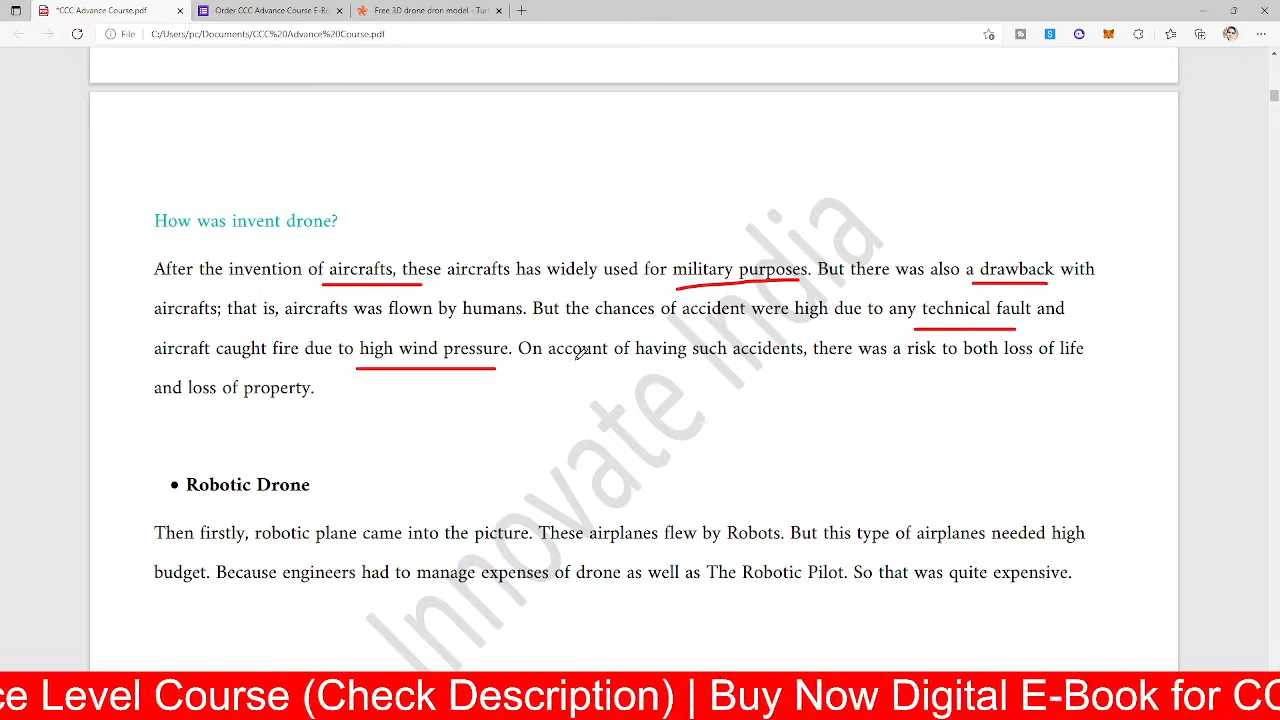 *CCC Advance Course.pdf
Order CCC Advance Course E-Bo
Free 3D drone dron model - Tur
File
C:/Users/pc/Documents/CCC%20Advance%20Course.pdf
How was invent drone?
After the invention of aircrafts, these aircrafts has widely used for military purposes. But there was also a drawback with
aircrafts; that is, aircrafts was flown by humans. But the chances of accident were high due to any technical fault and
aircraft caught fire due to high wind pressure. On account of having such accidents, there was a risk to both loss of life
and loss of property.
• Robotic Drone
Then firstly, robotic plane came into the picture. These airplanes flew by Robots. But this type of airplanes needed high
budget. Because engineers had to manage expenses of drone as well as The Robotic Pilot. So that was quite expensive.
Innovate India
ce Level Course (Check Description) | Buy Now Digital E-Book for CC